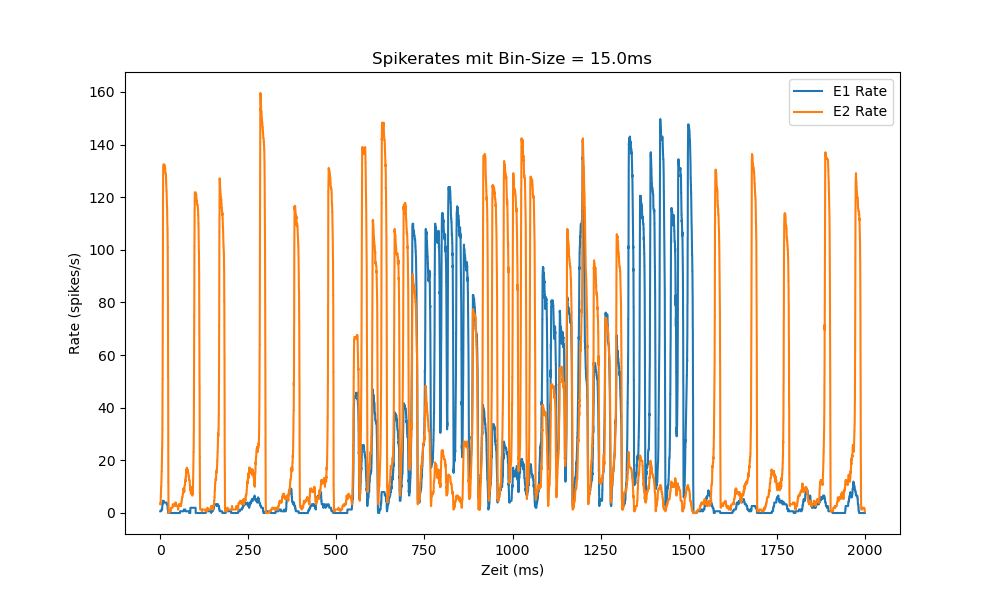 Spikerates mit Bin-Size = 15.0ms
E1 Rate
E2 Rate
Rate (spikes/s)
160
140
120
100
80
60
40
20
0
0 250 500 750 1000 1250 1500 1750 2000
Zeit (ms)